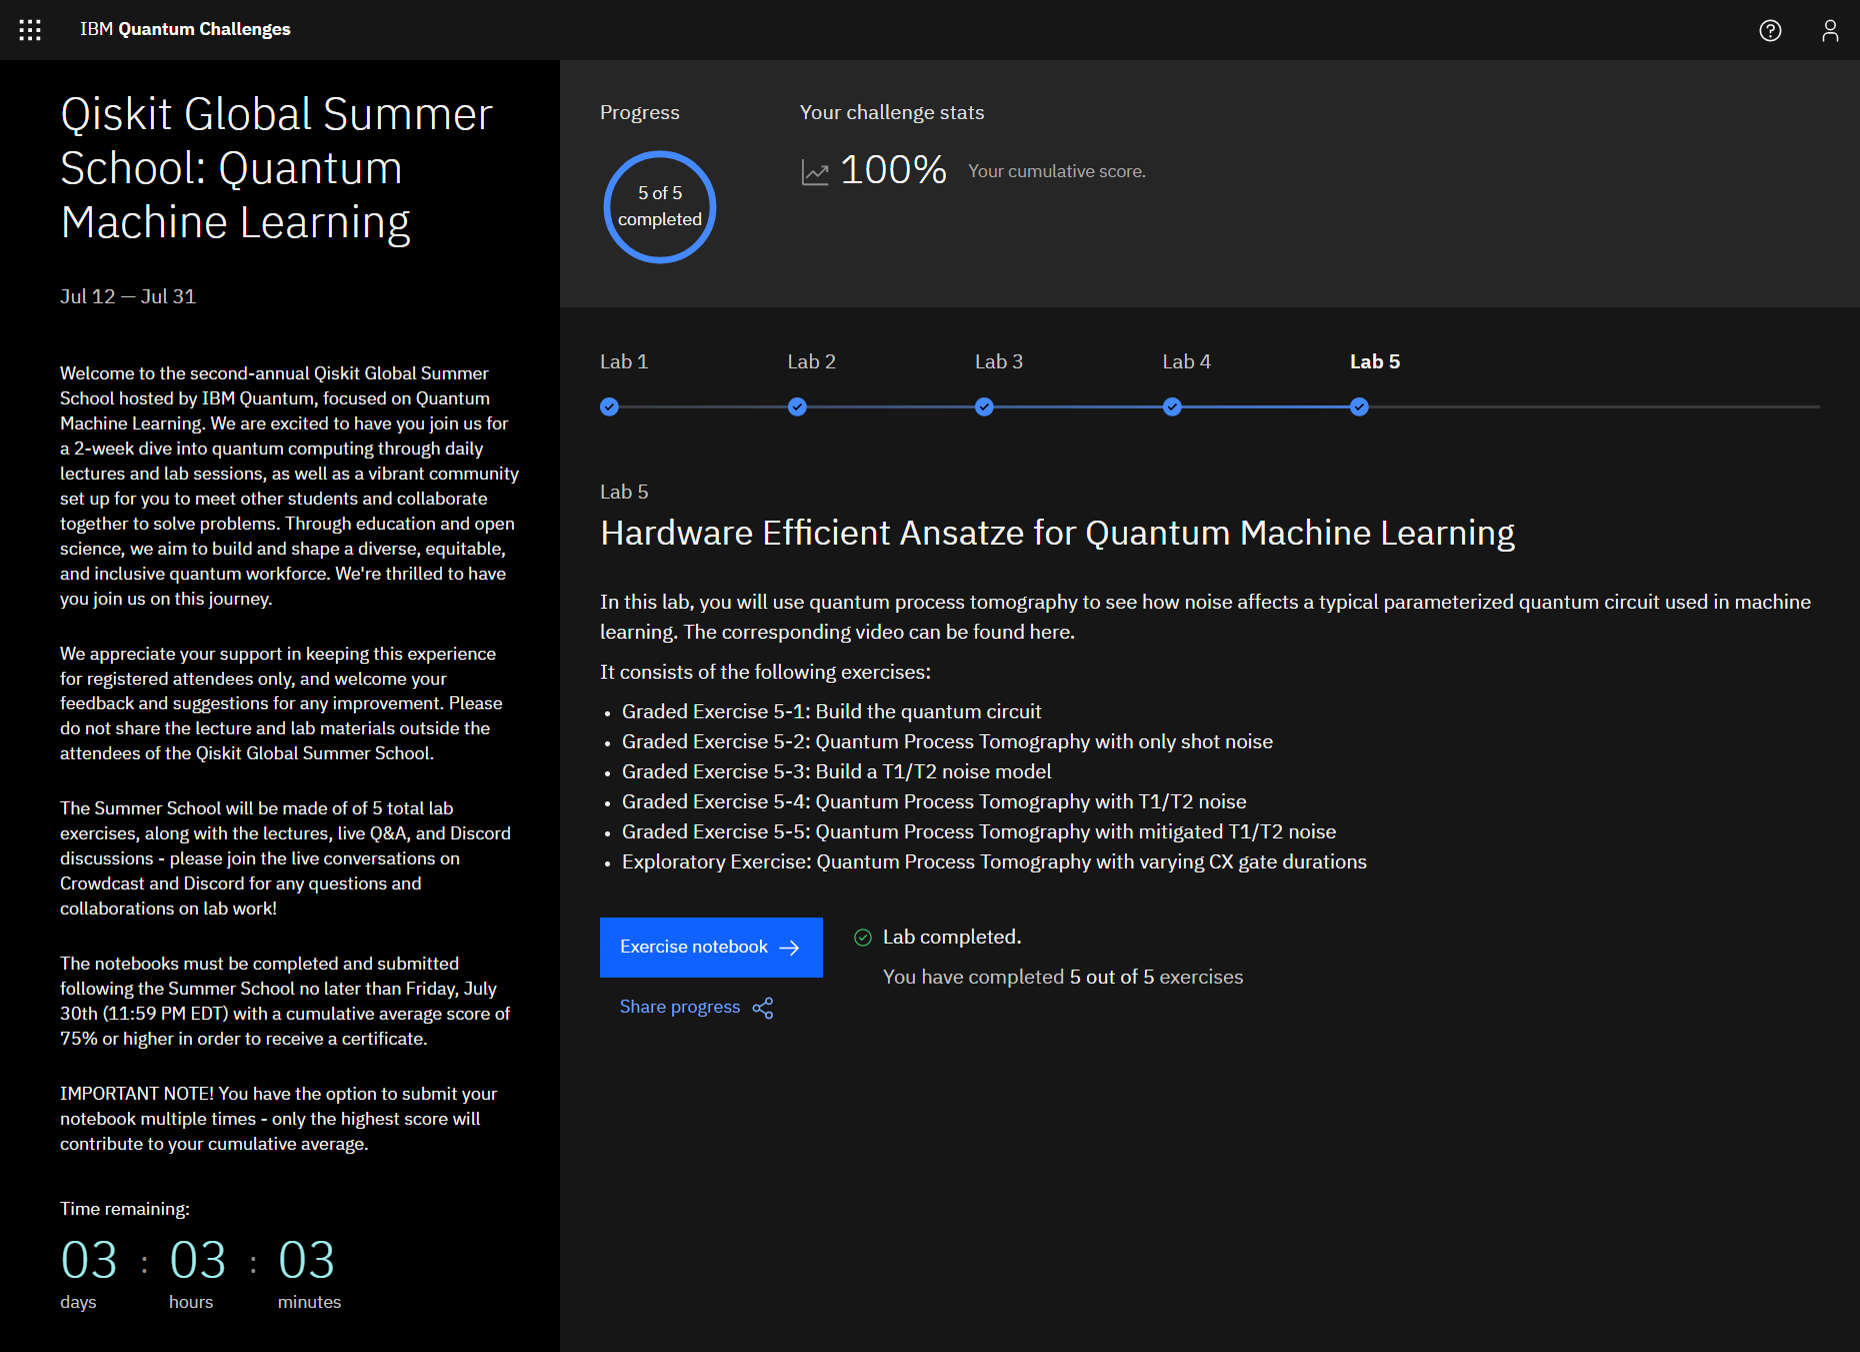 IBM Quantum Challenges
Qiskit Global Summer
School: Quantum
Machine Learning
Jul 12 — Jul 31
Welcome to the second-annual Qiskit Global Summer
School hosted by IBM Quantum, focused on Quantum
Machine Learning. We are excited to have you join us for
a 2-week dive into quantum computing through daily
lectures and lab sessions, as well as a vibrant community
set up for you to meet other students and collaborate
together to solve problems. Through education and open
science, we aim to build and shape a diverse, equitable,
and inclusive quantum workforce. We're thrilled to have
you join us on this journey.
We appreciate your support in keeping this experience
for registered attendees only, and welcome your
feedback and suggestions for any improvement. Please
do not share the lecture and lab materials outside the
attendees of the Qiskit Global Summer School.
The Summer School will be made of of 5 total lab
exercises, along with the lectures, live Q&A, and Discord
discussions - please join the live conversations on
Crowdcast and Discord for any questions and
collaborations on lab work!
The notebooks must be completed and submitted
following the Summer School no later than Friday, July
30th (11:59 PM EDT) with a cumulative average score of
75% or higher in order to receive a certificate.
IMPORTANT NOTE! You have the option to submit your
notebook multiple times - only the highest score will
contribute to your cumulative average.
Time remaining:
03 : 03 : 03
days hours minutes
Progress
5 of 5
completed
Your challenge stats
100% Your cumulative score.
Lab 1 Lab 2 Lab 3 Lab 4 Lab 5
Lab 5
Hardware Efficient Ansatze for Quantum Machine Learning
In this lab, you will use quantum process tomography to see how noise affects a typical parameterized quantum circuit used in machine
learning. The corresponding video can be found here.
It consists of the following exercises:
• Graded Exercise 5-1: Build the quantum circuit
• Graded Exercise 5-2: Quantum Process Tomography with only shot noise
• Graded Exercise 5-3: Build a T1/T2 noise model
• Graded Exercise 5-4: Quantum Process Tomography with T1/T2 noise
• Graded Exercise 5-5: Quantum Process Tomography with mitigated T1/T2 noise
• Exploratory Exercise: Quantum Process Tomography with varying CX gate durations
Exercise notebook →
Share progress
Lab completed.
You have completed 5 out of 5 exercises